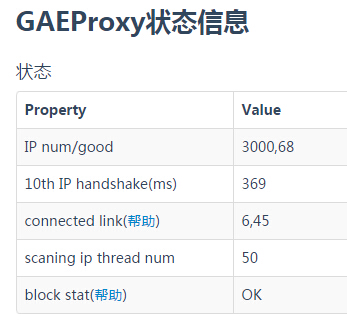 GAEProxy状态信息
状态
Property Value
IP num/good 3000,68
10th IP handshake(ms) 369
connected link(帮助) 6,45
scaning ip thread num 50
block stat(帮助) OK